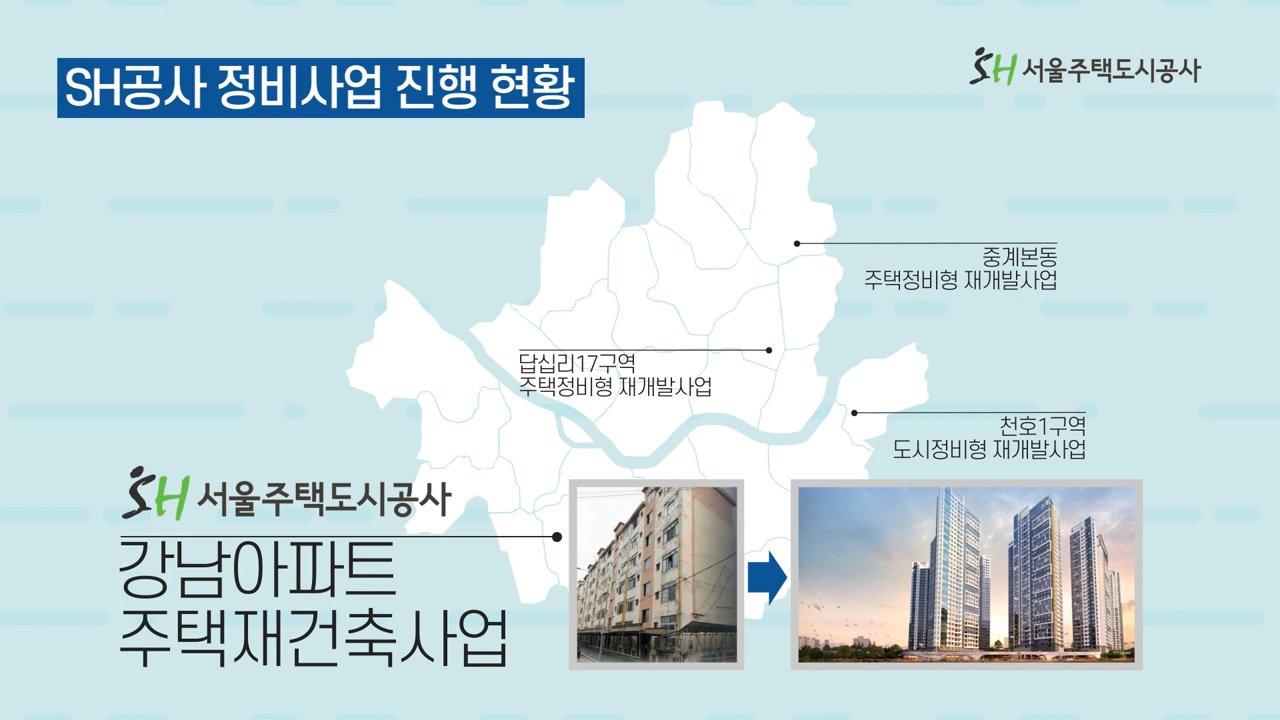 SH공사 정비사업 진행 현황
SH 서울주택도시공사
중계본동
주택정비형 재개발사업
답십리17구역
주택정비형 재개발사업
천호1구역
도시정비형 재개발사업
SH 서울주택도시공사
강남아파트
주택재건축사업